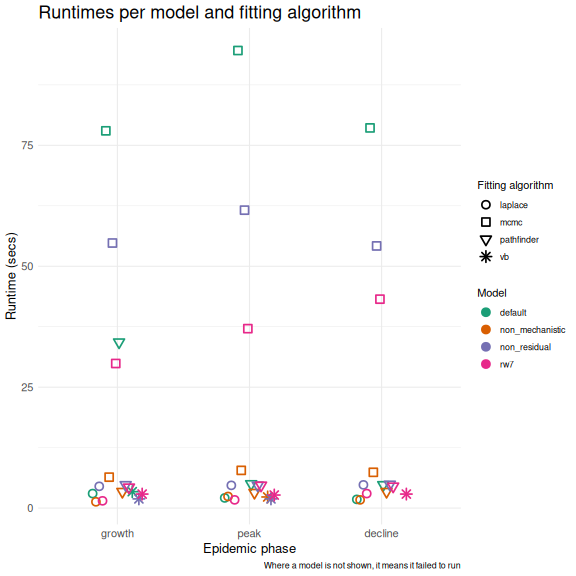 Runtimes per model and fitting algorithm
Runtime (secs)
75
50
25
0
growth peak decline
Epidemic phase
Where a model is not shown, it means it failed to run
Fitting algorithm
laplace
mcmc
pathfinder
vb
Model
default
non_mechanistic
non_residual
rw7